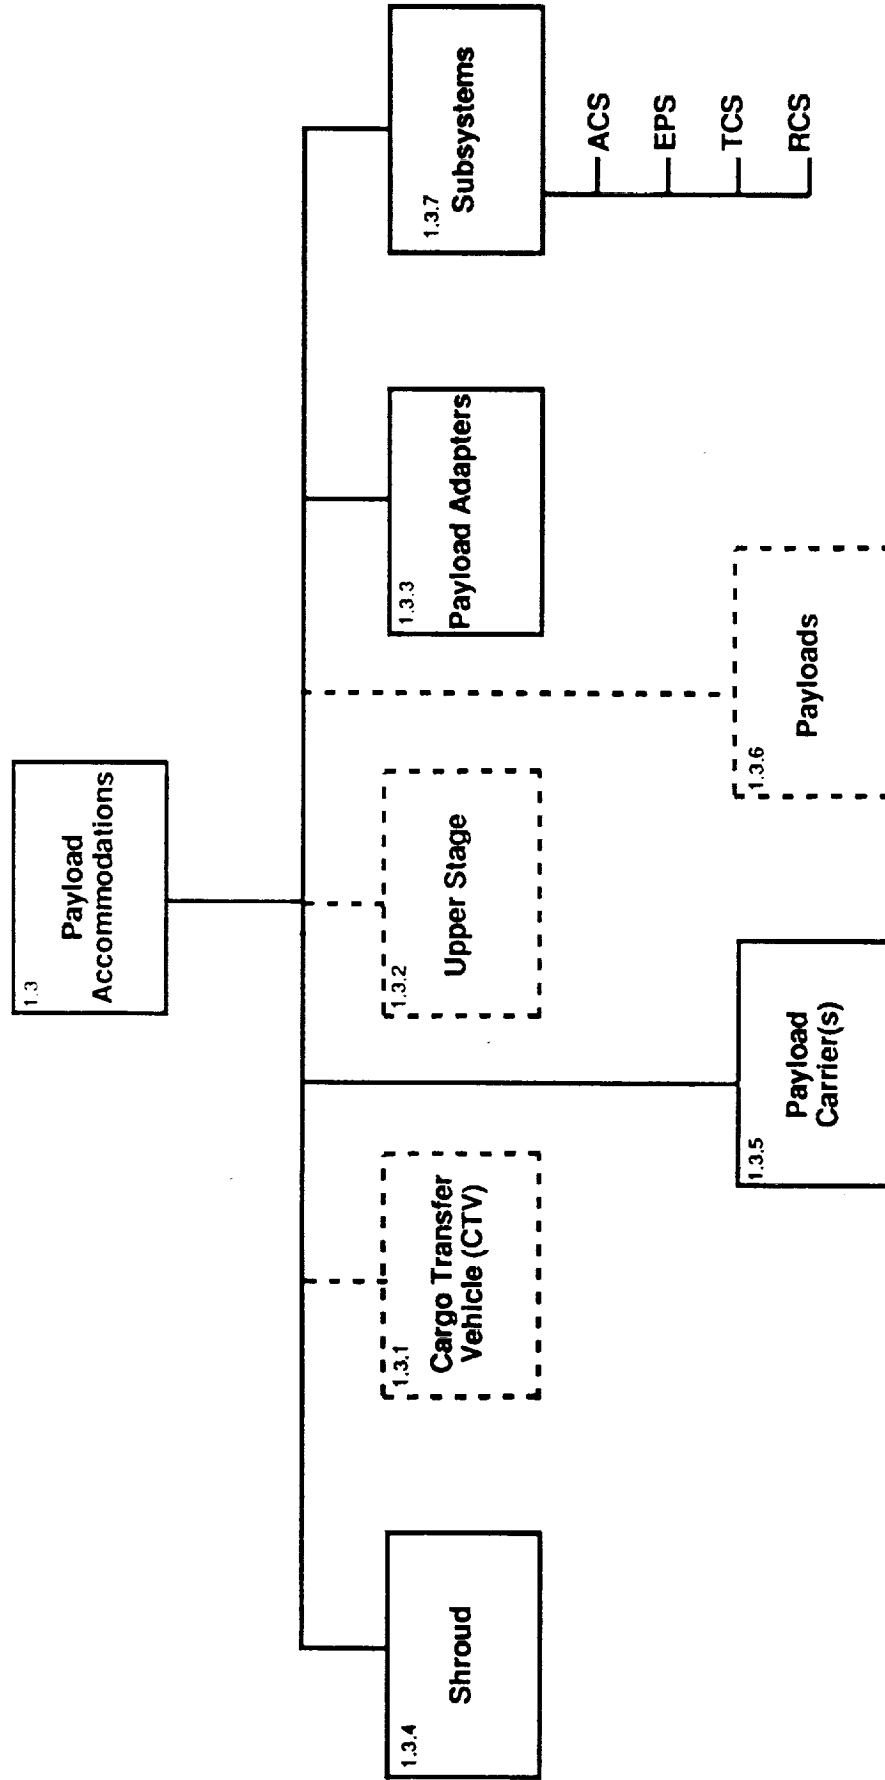 1.3
Payload
Accommodations
1.3.4
Shroud
1.3.1
Cargo Transfer
Vehicle (CTV)
1.3.2
Upper Stage
1.3.3
Payload Adapters
1.3.7
Subsystems
ACS
EPS
TCS
RCS
1.3.5
Payload
Carrier(s)
1.3.6
Payloads